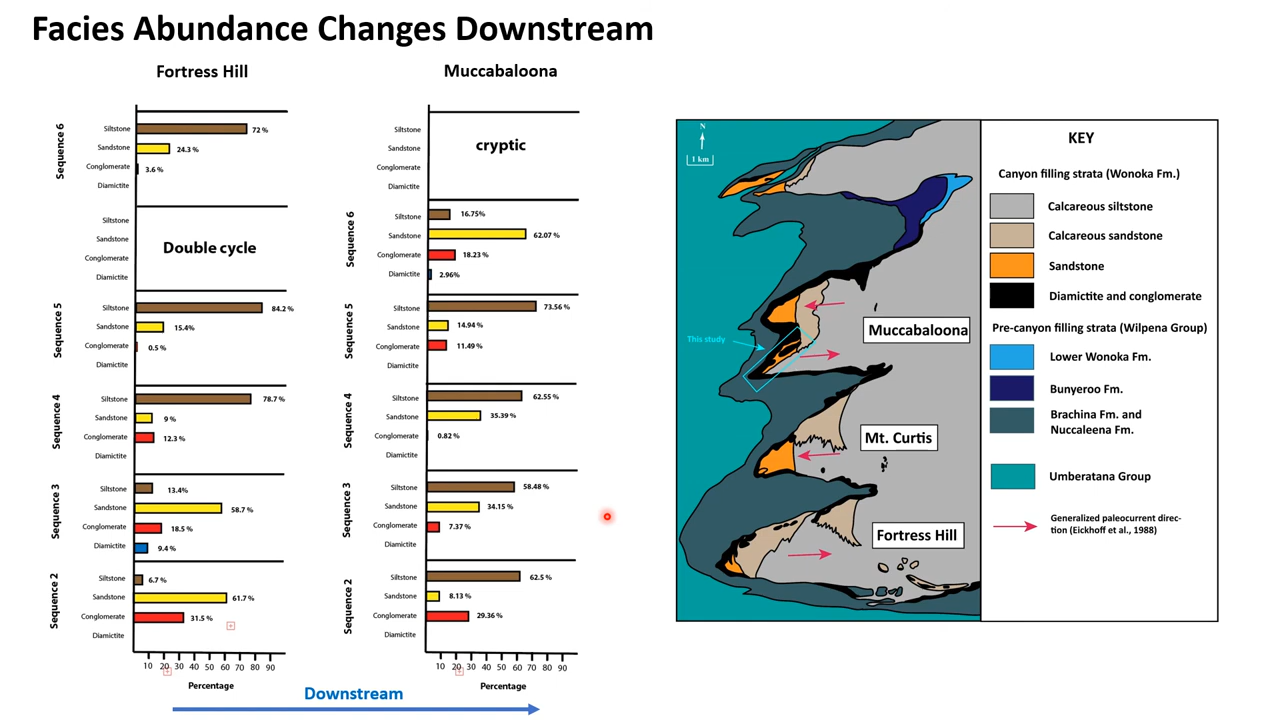 Facies Abundance Changes Downstream
Fortress Hill
Sequence 6
Siltstone 72 %
Sandstone 24.3 %
Conglomerate 3.6 %
Diamictite
Siltstone
Sandstone
Conglomerate
Diamictite
Double cycle
Sequence 5
Siltstone 84.2 %
Sandstone 15.4%
Conglomerate 0.5 %
Diamictite
Sequence 4
Siltstone 78.7 %
Sandstone 9 %
Conglomerate 12.3 %
Diamictite
Sequence 3
Siltstone 13.4%
Sandstone 58.7 %
Conglomerate 18.5 %
Diamictite 9.4 %
Sequence 2
Siltstone 6.7 %
Sandstone 61.7 %
Conglomerate 31.5 %
Diamictite
10 20 30 40 50 60 70 80 90
Percentage
Muccabaloona
Siltstone
Sandstone
Conglomerate
Diamictite
cryptic
Sequence 6
Siltstone 16.75%
Sandstone 62.07 %
Conglomerate 18.23 %
Diamictite 2.96%
Sequence 5
Siltstone 73.56 %
Sandstone 14.94 %
Conglomerate 11.49 %
Diamictite
Sequence 4
Siltstone 62.55 %
Sandstone 35.39 %
Conglomerate 0.82 %
Diamictite
Sequence 3
Siltstone 58.48 %
Sandstone 34.15 %
Conglomerate 7.37 %
Diamictite
Sequence 2
Siltstone 62.5 %
Sandstone 8.13 %
Conglomerate 29.36 %
Diamictite
10 20 30 40 50 60 70 80 90
Percentage
Downstream
N
1 km
This study
Muccabaloona
Mt. Curtis
Fortress Hill
KEY
Canyon filling strata (Wonoka Fm.)
Calcareous siltstone
Calcareous sandstone
Sandstone
Diamictite and conglomerate
Pre-canyon filling strata (Wilpena Group)
Lower Wonoka Fm.
Bunyeroo Fm.
Brachina Fm. and
Nuccaleena Fm.
Umberatana Group
Generalized paleocurrent direc-
tion (Eickhoff et al., 1988)